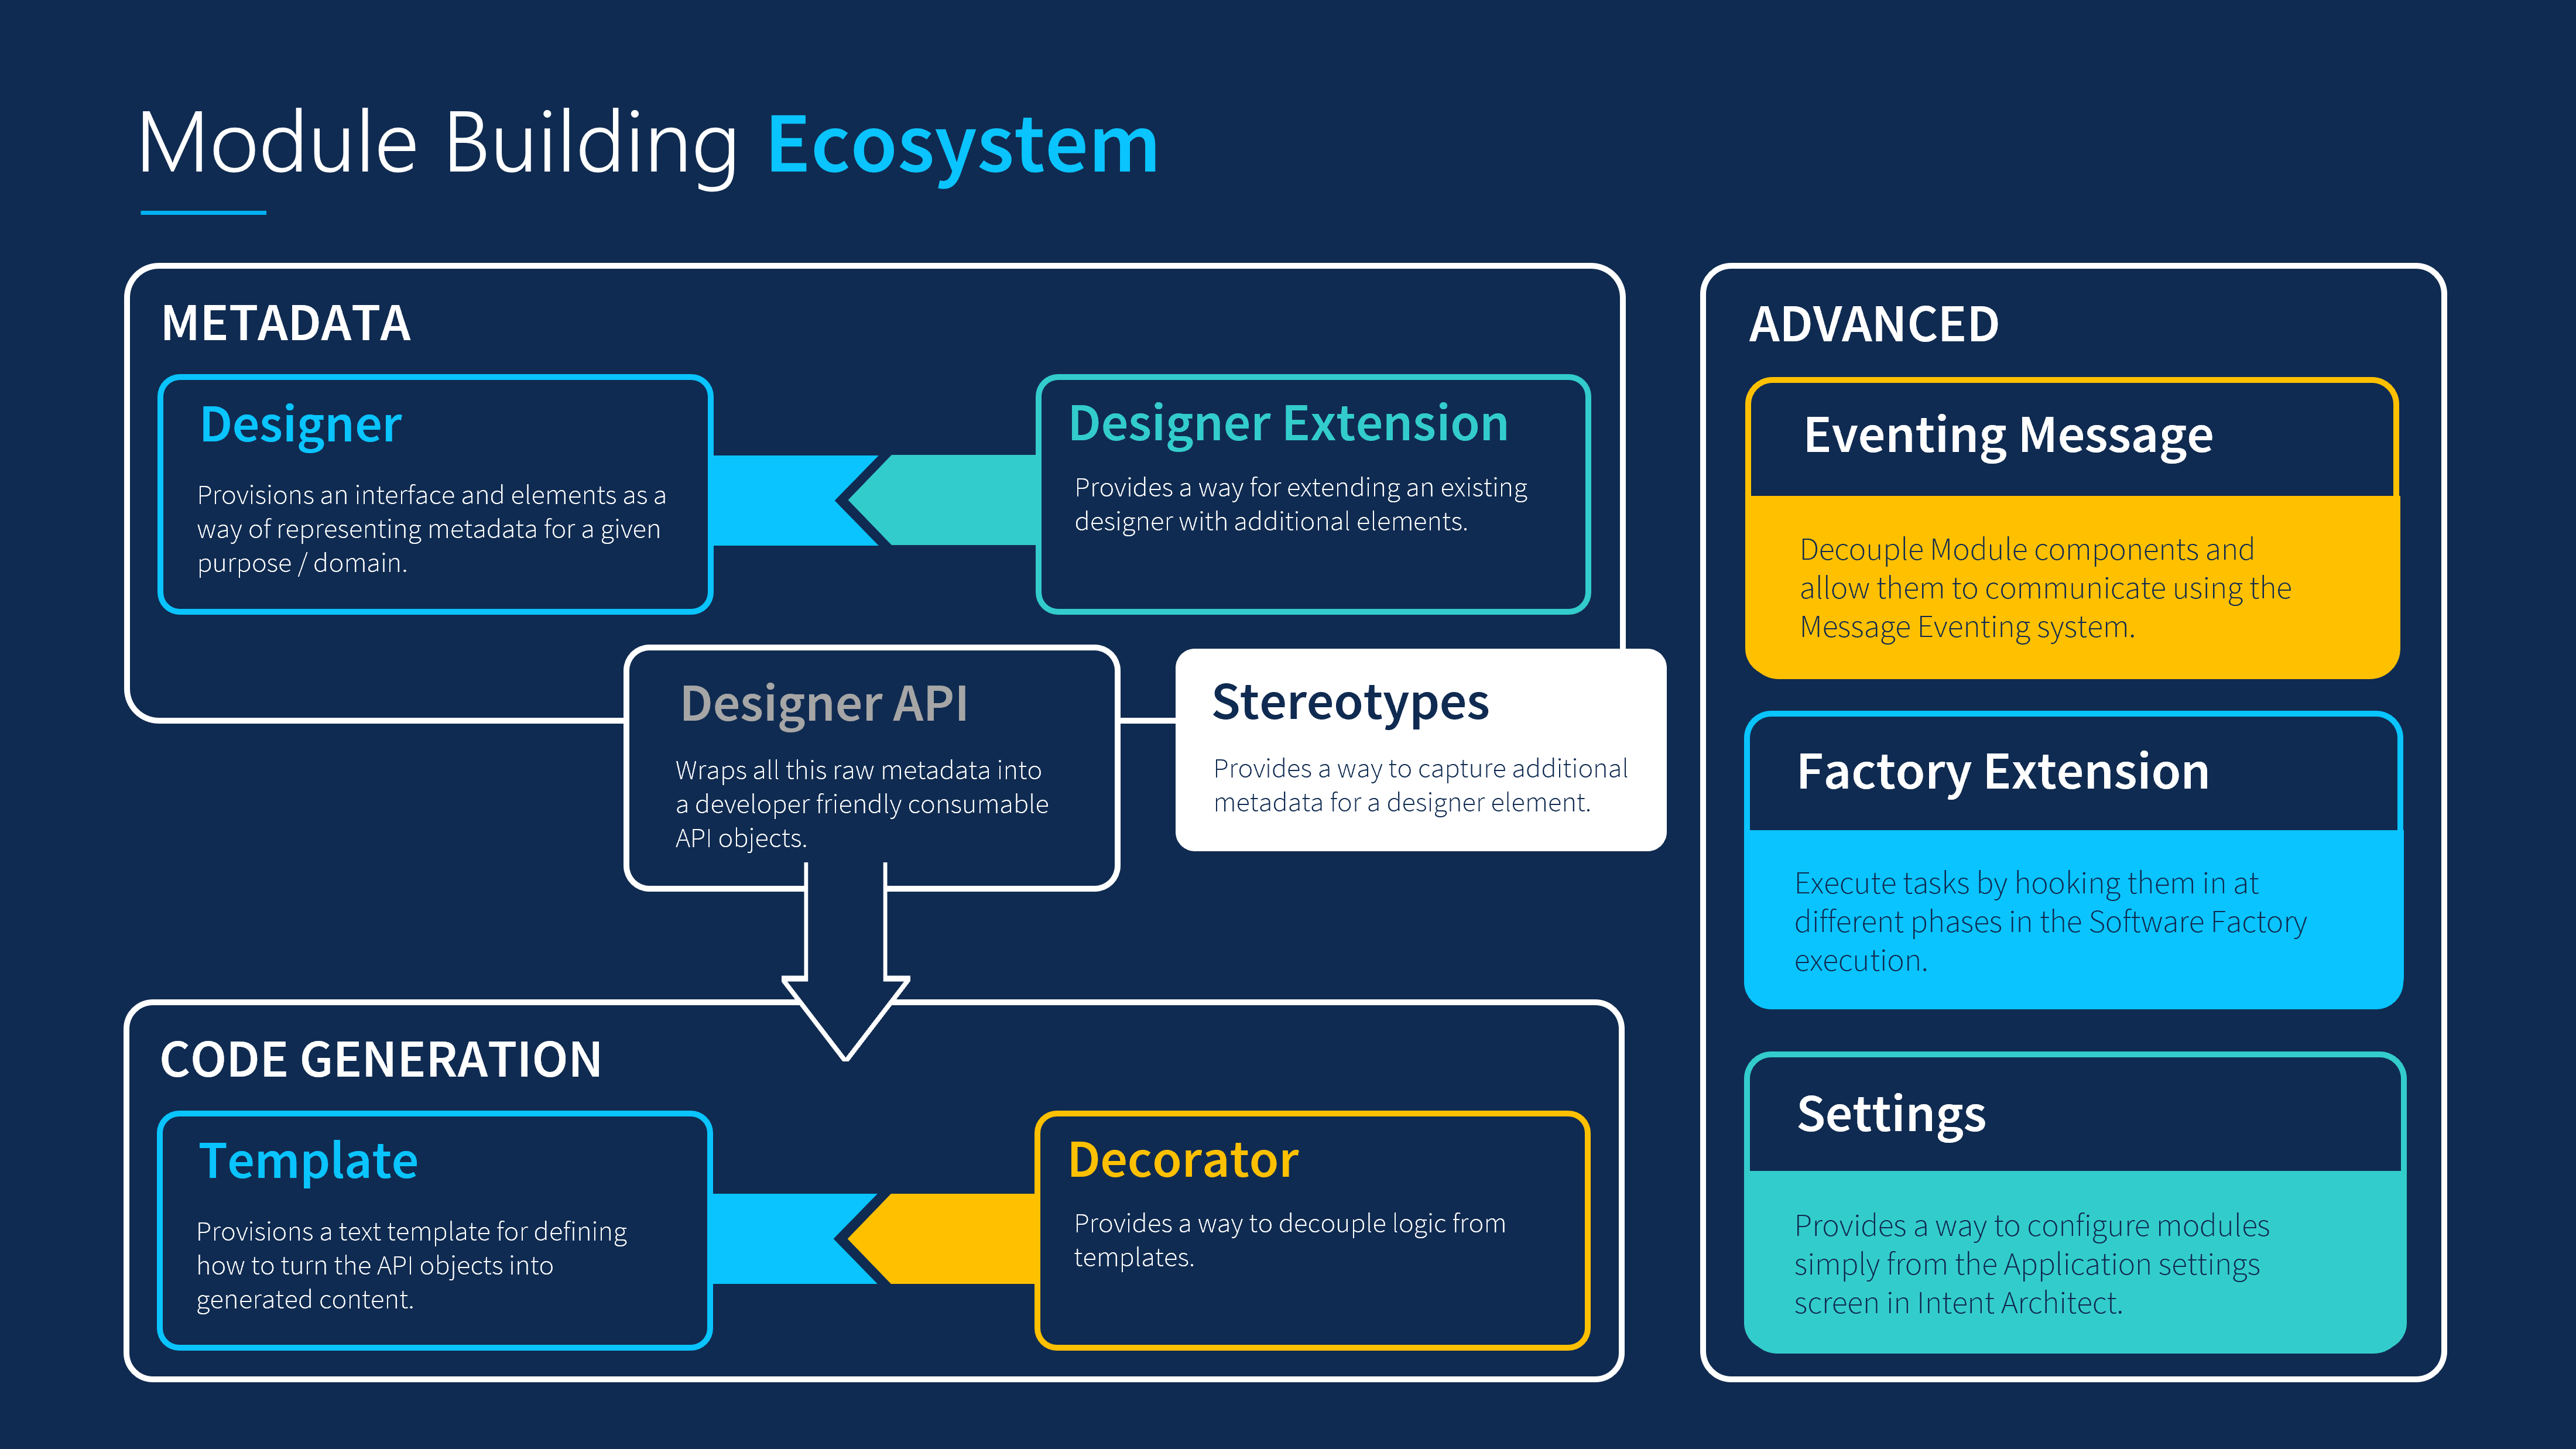 Module Building Ecosystem
METADATA
Designer
Provisions an interface and elements as a
way of representing metadata for a given
purpose / domain.
Designer Extension
Provides a way for extending an existing
designer with additional elements.
Designer API
Wraps all this raw metadata into
a developer friendly consumable
API objects.
Stereotypes
Provides a way to capture additional
metadata for a designer element.
CODE GENERATION
Template
Provisions a text template for defining
how to turn the API objects into
generated content.
Decorator
Provides a way to decouple logic from
templates.
ADVANCED
Eventing Message
Decouple Module components and
allow them to communicate using the
Message Eventing system.
Factory Extension
Execute tasks by hooking them in at
different phases in the Software Factory
execution.
Settings
Provides a way to configure modules
simply from the Application settings
screen in Intent Architect.